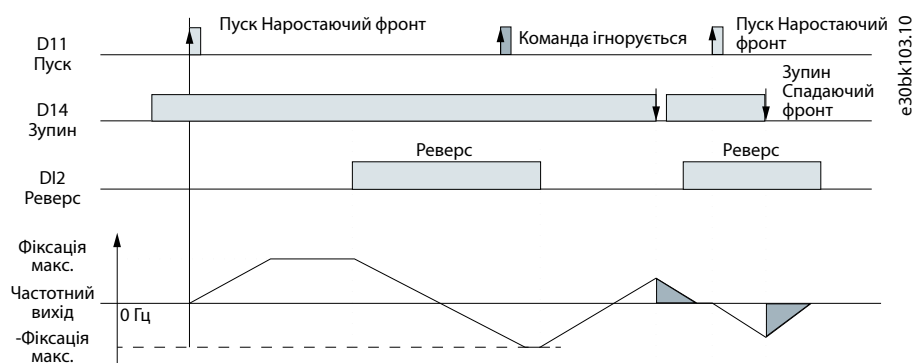 D11
Пуск
Пуск Наростаючий фронт
Команда ігнорується
Пуск Наростаючий
фронт
D14
Зупин
Зупин
Спадаючий
фронт
DI2
Реверс
Реверс
Реверс
Фіксація
макс.
Частотний
вихід
0 Гц
-Фіксація
макс.
e30bk103.10